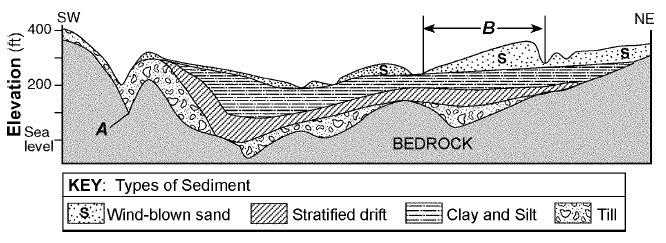 SW
NE
400
B
S
S
S
200
Elevation (ft)
A
Sea
level
BEDROCK
KEY: Types of Sediment
S Wind-blown sand
Stratified drift
Clay and Silt
Till